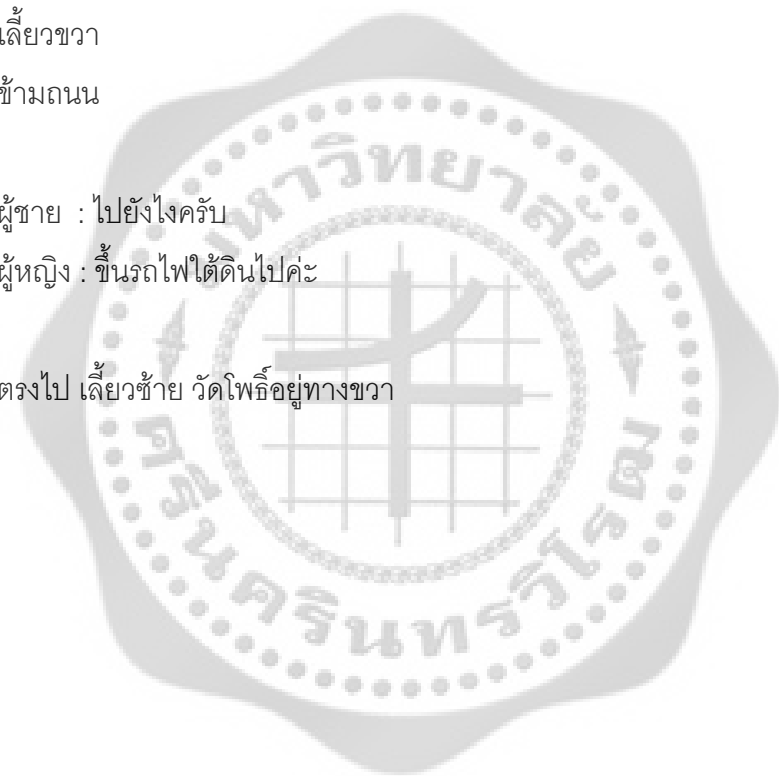 เลี้ยวขวา
ข้ามถนน
ผู้ชาย : ไปยังไงครับ
ผู้หญิง : ขึ้นรถไฟใต้ดินไปค่ะ
ตรงไป เลี้ยวซ้าย วัดโพธิ์อยู่ทางขวา
มหาวิทยาลัย
ศรีนครินทรวิโรฒ